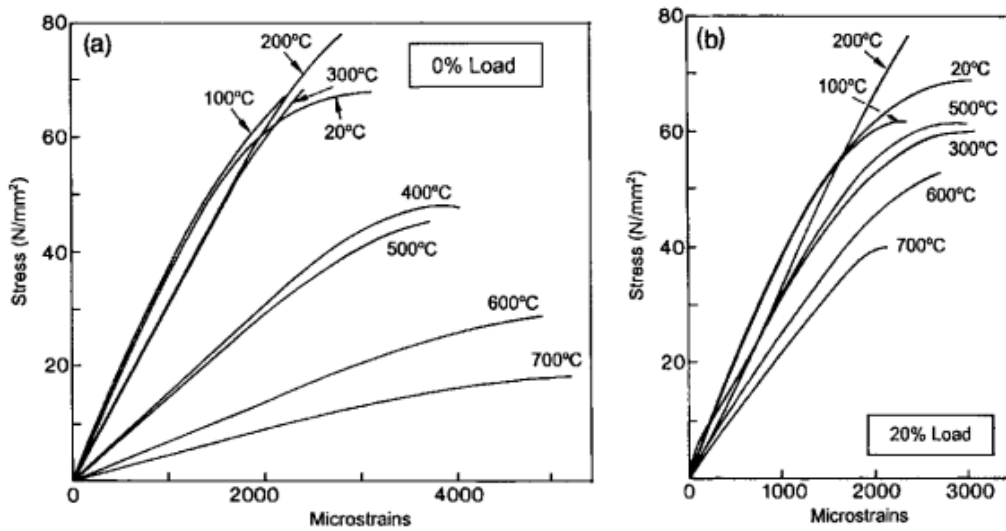 (a)
0% Load
200ºC
300ºC
100ºC
20ºC
400ºC
500ºC
600ºC
700ºC
80
60
40
20
0
2000
4000
Stress (N/mm²)
Microstrains
(b)
200ºC
20ºC
100ºC
500ºC
300ºC
600ºC
700ºC
20% Load
80
60
40
20
0
0
1000
2000
3000
Stress (N/mm²)
Microstrains